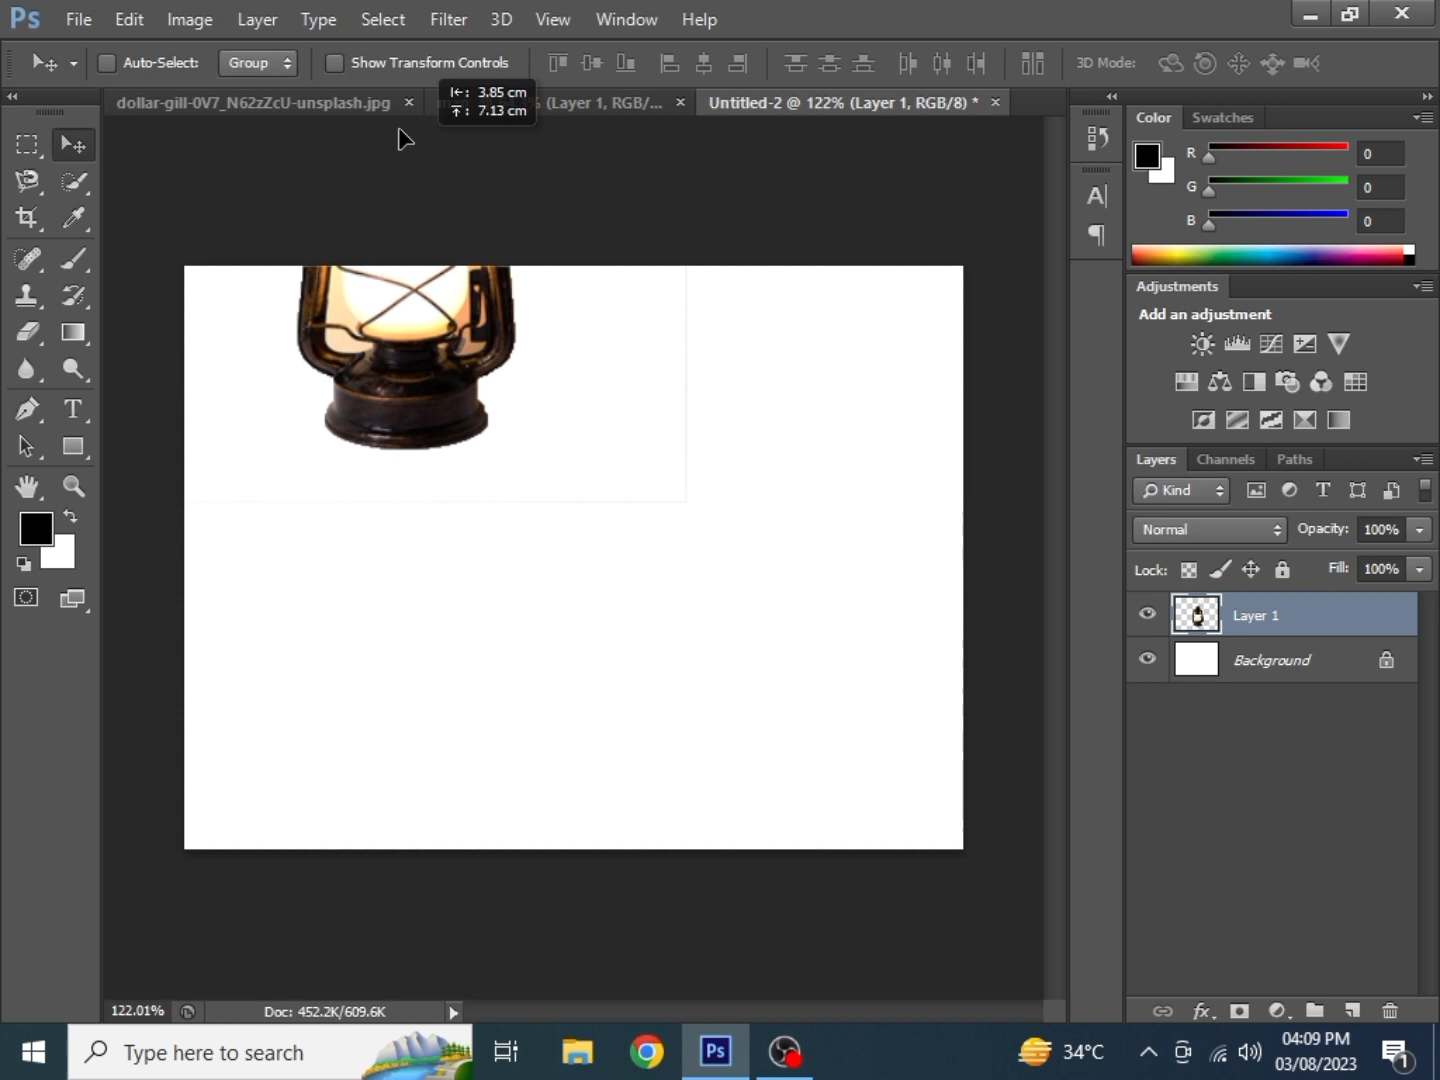 Ps File Edit Image Layer Type Select Filter 3D View Window Help
Auto-Select: Group Show Transform Controls 3D Mode:
dollar-gill-0V7_N62zZcU-unsplash.jpg × (Layer 1, RGB/... × Untitled-2 @ 122% (Layer 1, RGB/8) * ×
3.85 cm
7.13 cm
Color Swatches
R 0
G 0
B 0
Adjustments
Add an adjustment
Layers Channels Paths
Kind
Normal Opacity: 100%
Lock: Fill: 100%
Layer 1
Background
122.01% Doc: 452.2K/609.6K
Type here to search
Ps
34°C
04:09 PM
03/08/2023
1